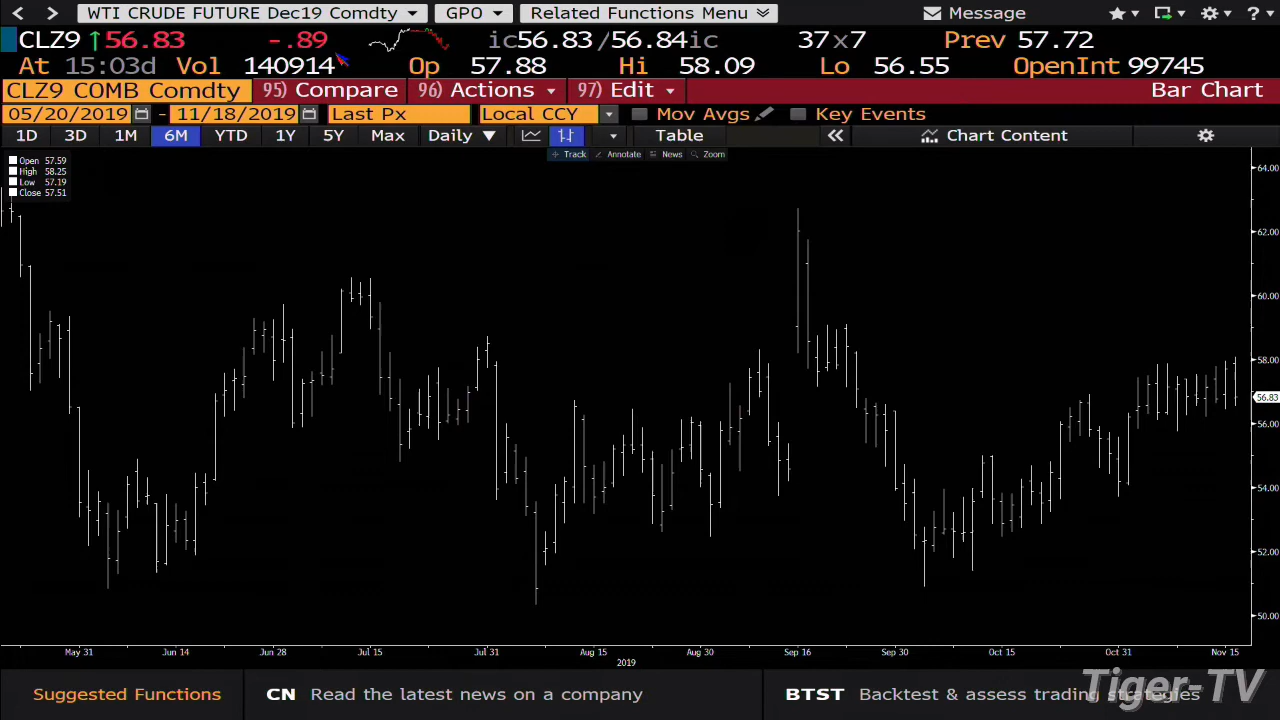 WTI CRUDE FUTURE Dec19 Comdty GPO Related Functions Menu Message ?
CLZ9 ↑56.83 -.89 ic56.83/56.84ic 37x7 Prev 57.72
At 15:03d Vol 140914 Op 57.88 Hi 58.09 Lo 56.55 OpenInt 99745
CLZ9 COMB Comdty 95) Compare 96) Actions 97) Edit Bar Chart
05/20/2019 - 11/18/2019 Last Px Local CCY Mov Avgs Key Events
1D 3D 1M 6M YTD 1Y 5Y Max Daily ▼ Table « Chart Content
Track Annotate News Zoom
Open 57.59
High 58.25
Low 57.19
Close 57.51
64.00
62.00
60.00
58.00
56.83
56.00
54.00
52.00
50.00
May 31 Jun 14 Jun 28 Jul 15 Jul 31 Aug 15 Aug 30 Sep 16 Sep 30 Oct 15 Oct 31 Nov 15
2019
Suggested Functions CN Read the latest news on a company BTST Backtest & assess trading strategies
Tiger-TV